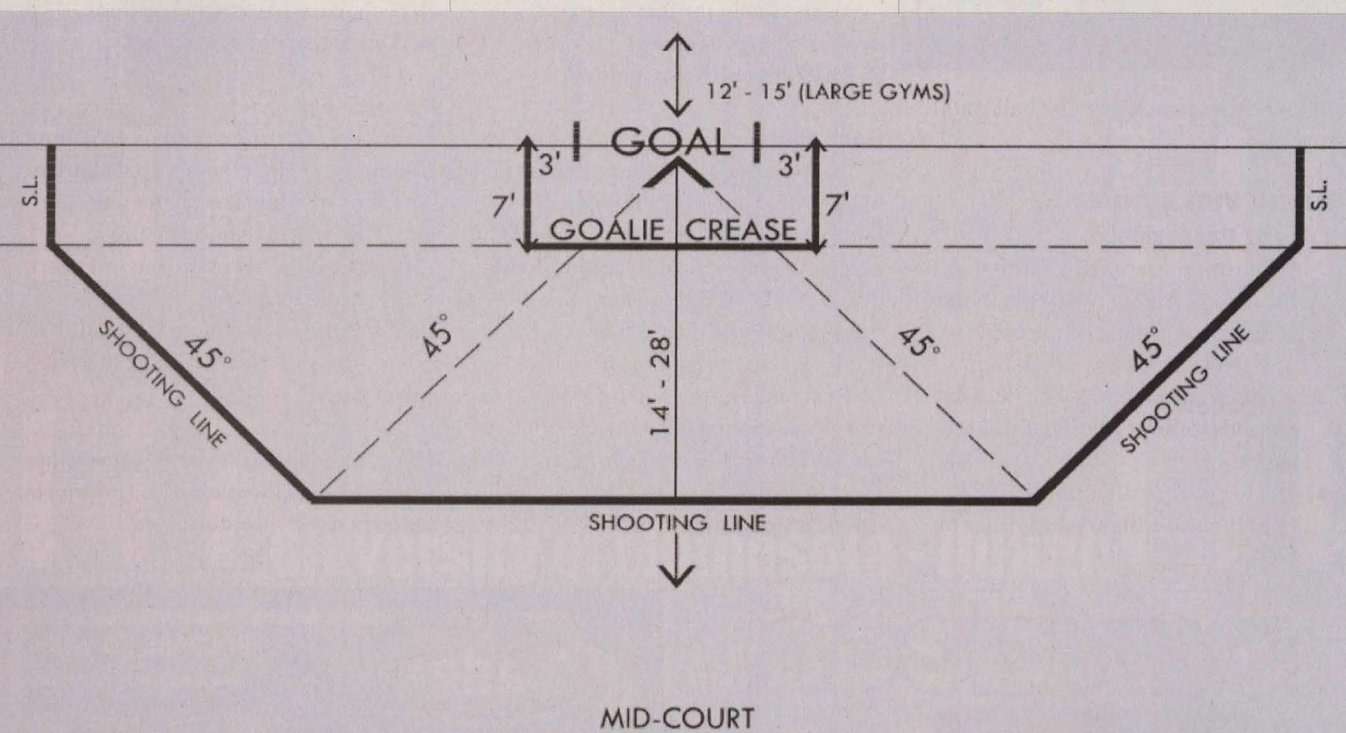 12' - 15' (LARGE GYMS)
GOAL
3' 3'
S.L. S.L.
7' 7'
GOALIE CREASE
45° 45° 45° 45°
SHOOTING LINE SHOOTING LINE
14' - 28'
SHOOTING LINE
MID-COURT